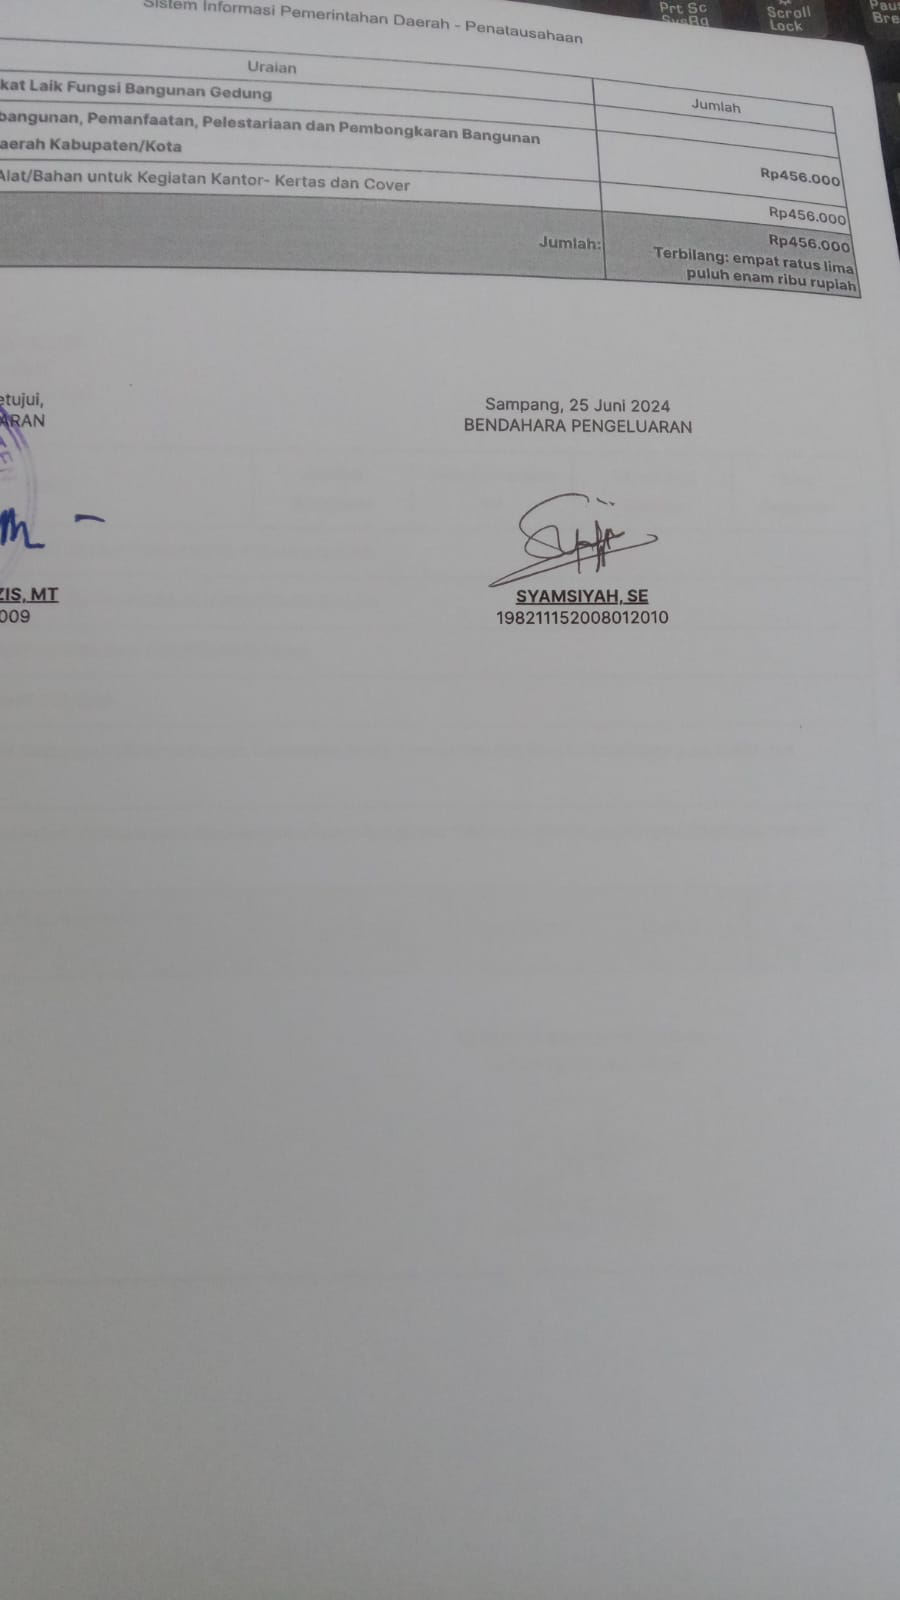 Sistem Informasi Pemerintahan Daerah - Penatausahaan
Prt Sc
SysRq
Scroll
Lock
Uraian
Jumlah
kat Laik Fungsi Bangunan Gedung
bangunan, Pemanfaatan, Pelestariaan dan Pembongkaran Bangunan
aerah Kabupaten/Kota
Rp456.000
Alat/Bahan untuk Kegiatan Kantor- Kertas dan Cover
Rp456.000
Jumlah:
Rp456.000
Terbilang: empat ratus lima
puluh enam ribu rupiah
etujui,
ARAN
Sampang, 25 Juni 2024
BENDAHARA PENGELUARAN
ZIS, MT
009
SYAMSIYAH, SE
198211152008012010